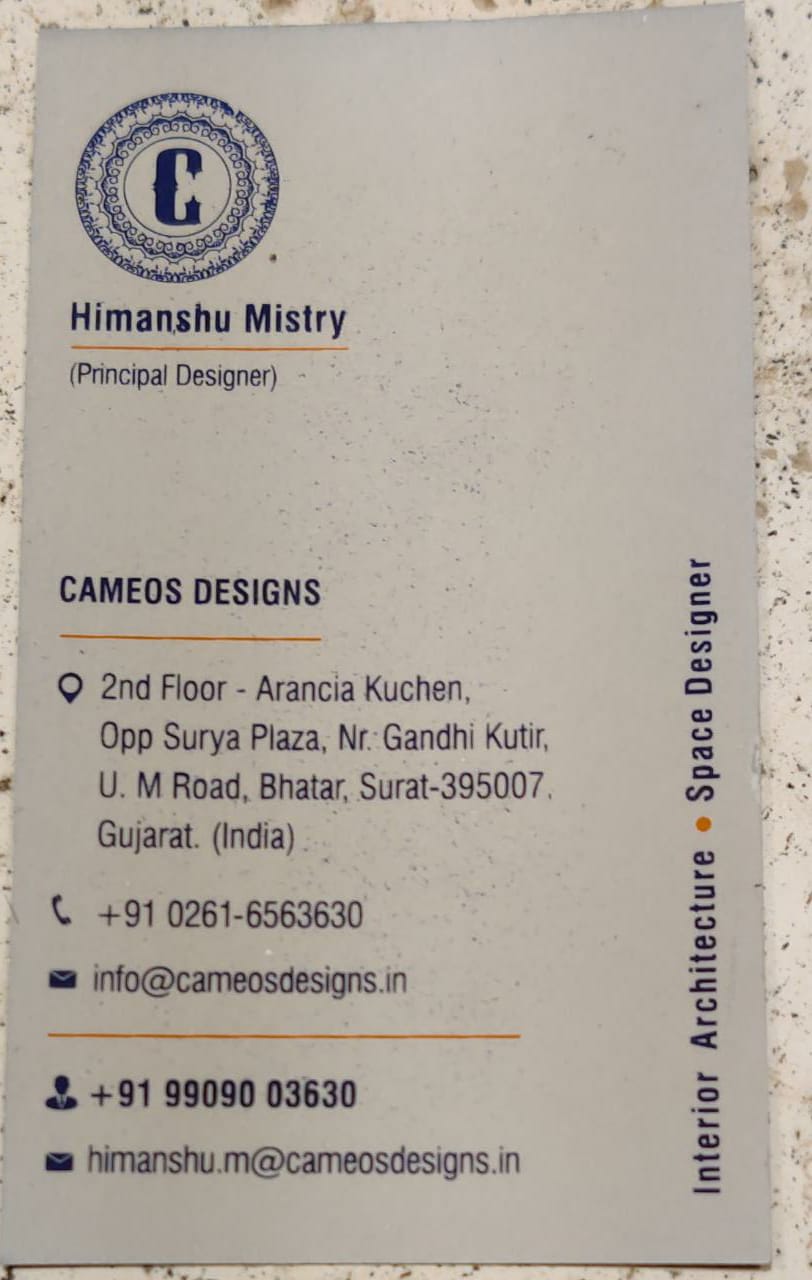 C
Himanshu Mistry
(Principal Designer)
CAMEOS DESIGNS
2nd Floor - Arancia Kuchen,
Opp Surya Plaza, Nr. Gandhi Kutir,
U. M Road, Bhatar, Surat-395007.
Gujarat. (India)
+91 0261-6563630
info@cameosdesigns.in
+91 99090 03630
himanshu.m@cameosdesigns.in
Interior Architecture • Space Designer